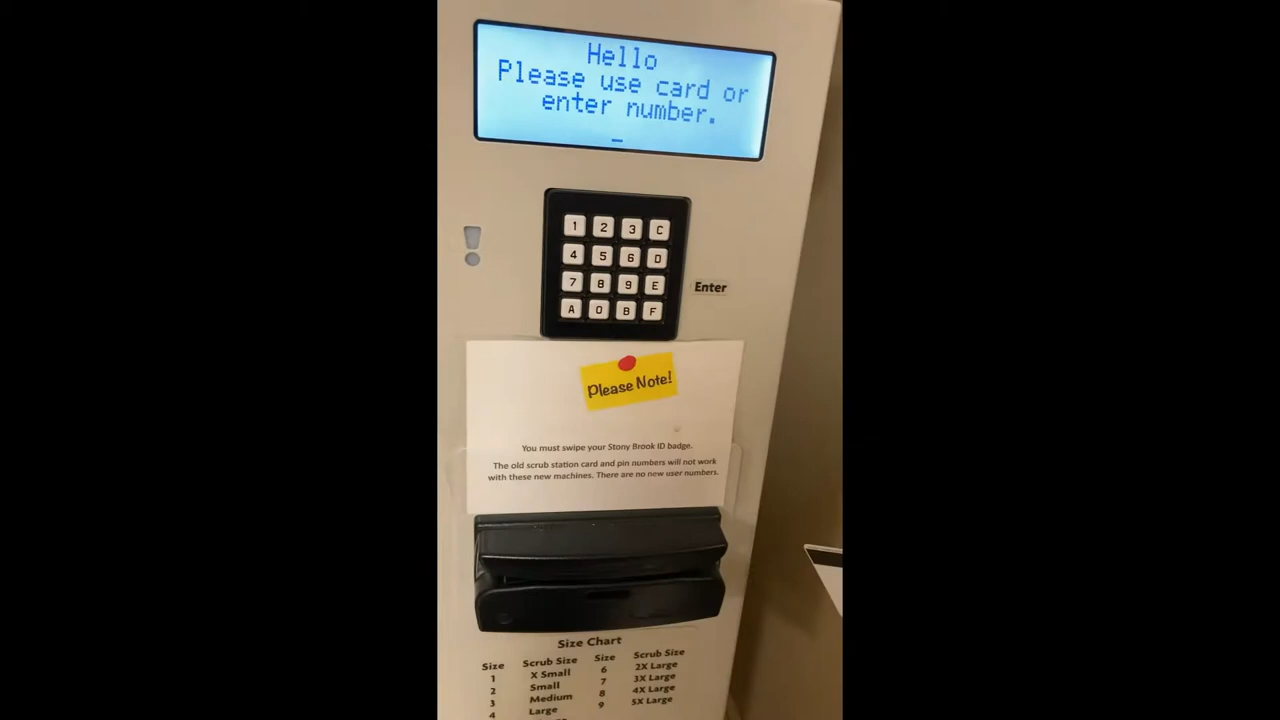 Hello
Please use card or
enter number.
1 2 3 C
4 5 6 D
7 8 9 E
Enter
A 0 B F
Please Note!
You must swipe your Stony Brook ID badge.
The old scrub station card and pin numbers will not work
with these new machines. There are no new user numbers.
Size Chart
Size Scrub Size Size Scrub Size
1 X Small 6 2X Large
2 Small 7 3X Large
3 Medium 8 4X Large
4 Large 9 5X Large